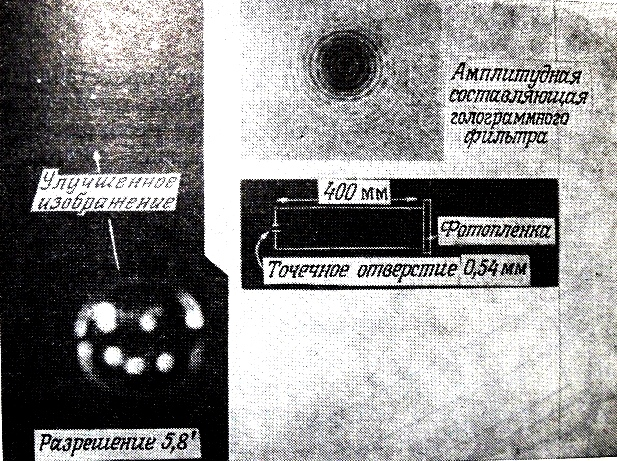 Улучшенное
изображение
Разрешение 5,8'
Амплитудная
составляющая
голограммного
фильтра
400 мм
Фотопленка
Точечное отверстие 0,54 мм